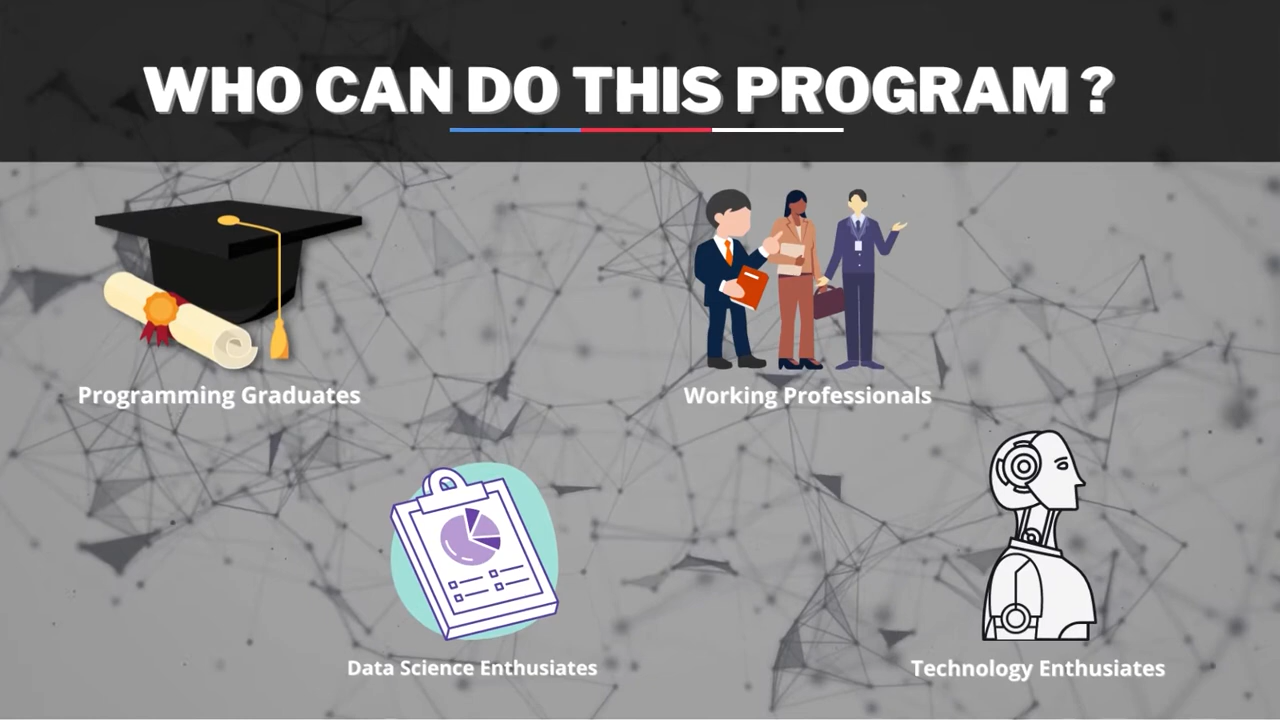 WHO CAN DO THIS PROGRAM ?
Programming Graduates
Working Professionals
Data Science Enthusiates
Technology Enthusiates